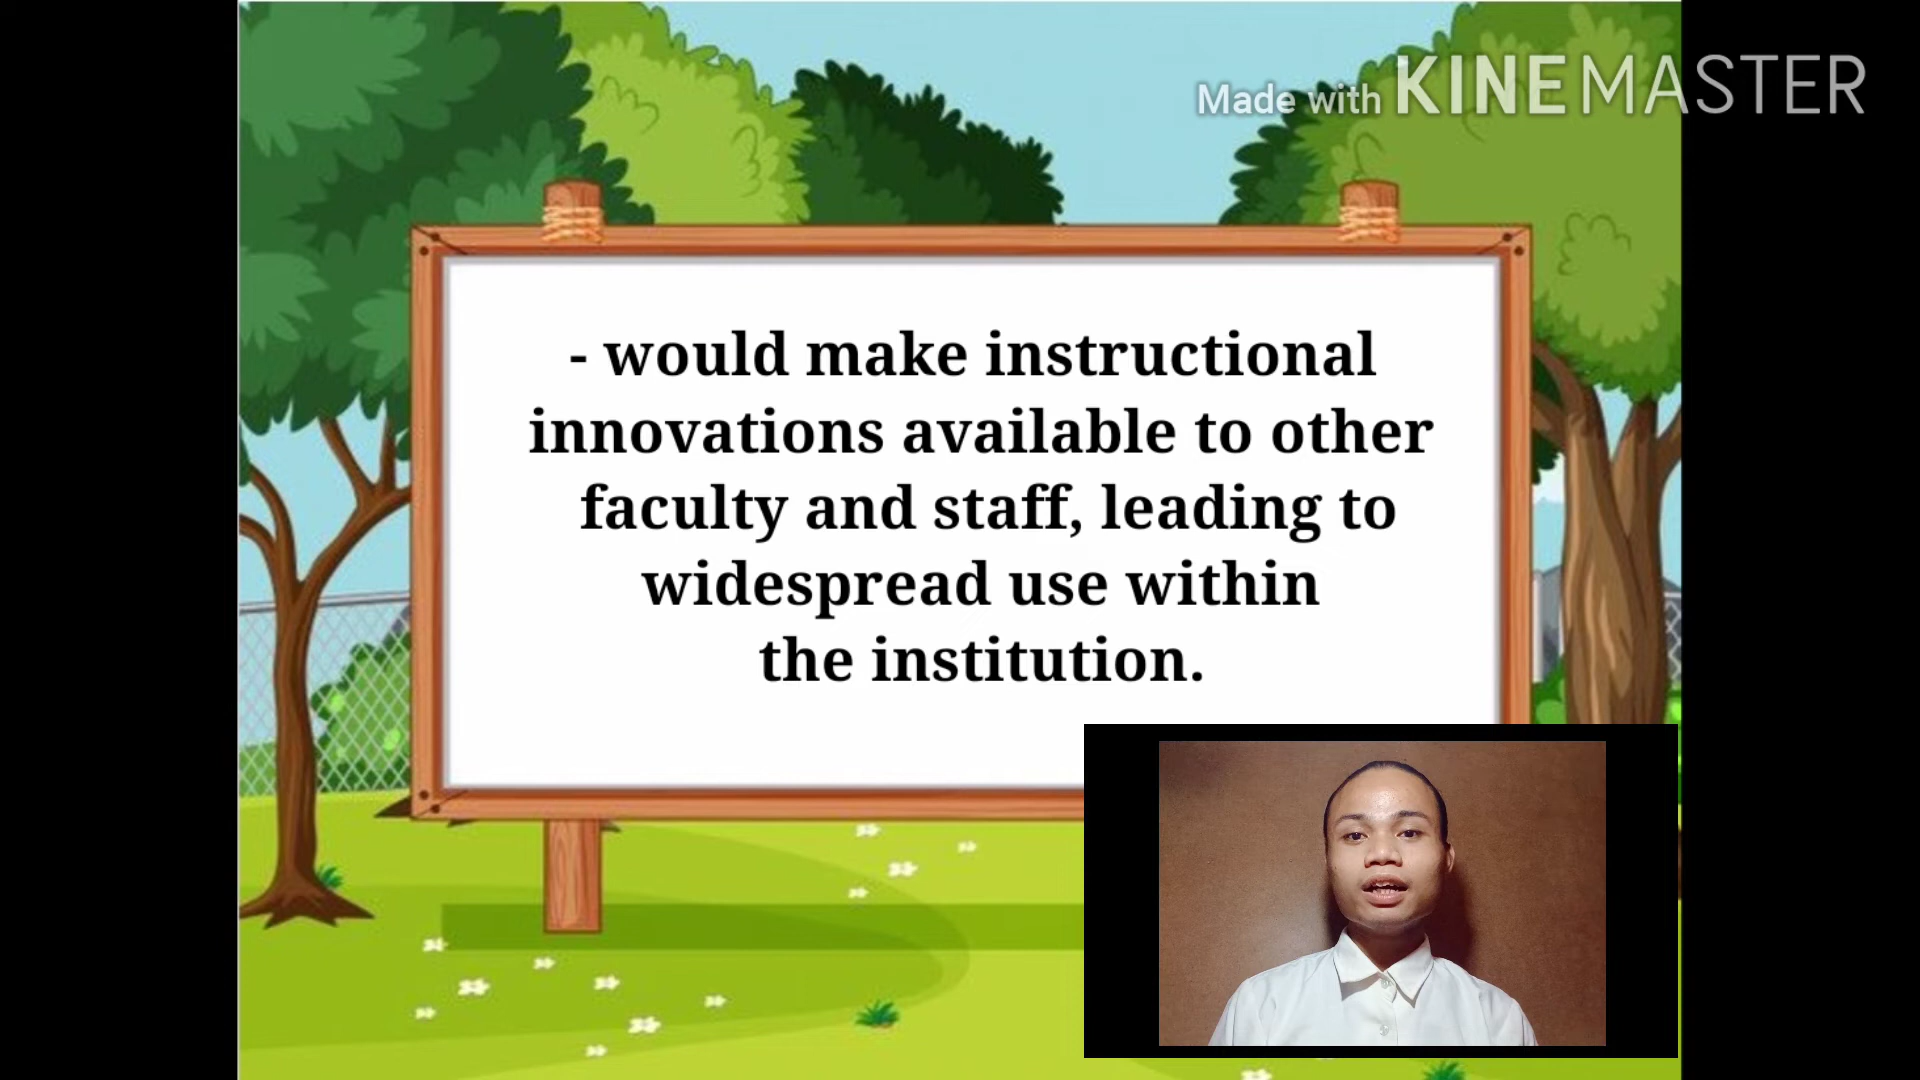 Made with KINEMASTER
- would make instructional
innovations available to other
faculty and staff, leading to
widespread use within
the institution.